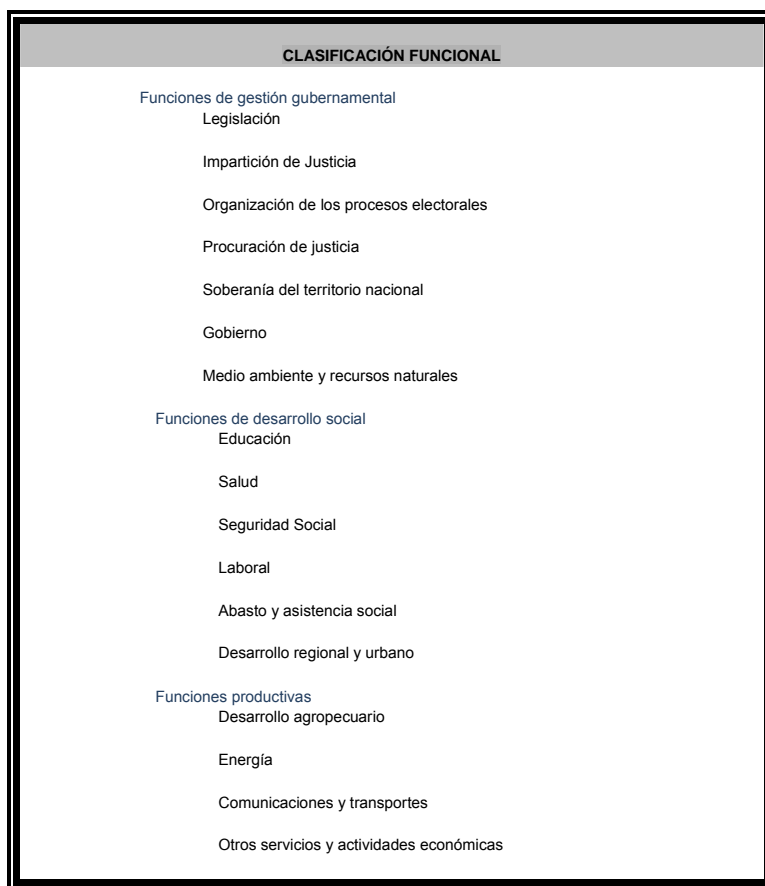 CLASIFICACIÓN FUNCIONAL
Funciones de gestión gubernamental
Legislación
Impartición de Justicia
Organización de los procesos electorales
Procuración de justicia
Soberanía del territorio nacional
Gobierno
Medio ambiente y recursos naturales
Funciones de desarrollo social
Educación
Salud
Seguridad Social
Laboral
Abasto y asistencia social
Desarrollo regional y urbano
Funciones productivas
Desarrollo agropecuario
Energía
Comunicaciones y transportes
Otros servicios y actividades económicas